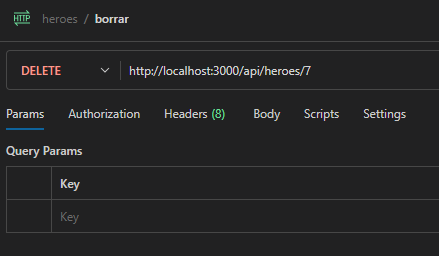 HTTP heroes / borrar
DELETE http://localhost:3000/api/heroes/7
Params Authorization Headers (8) Body Scripts Settings
Query Params
Key
Key